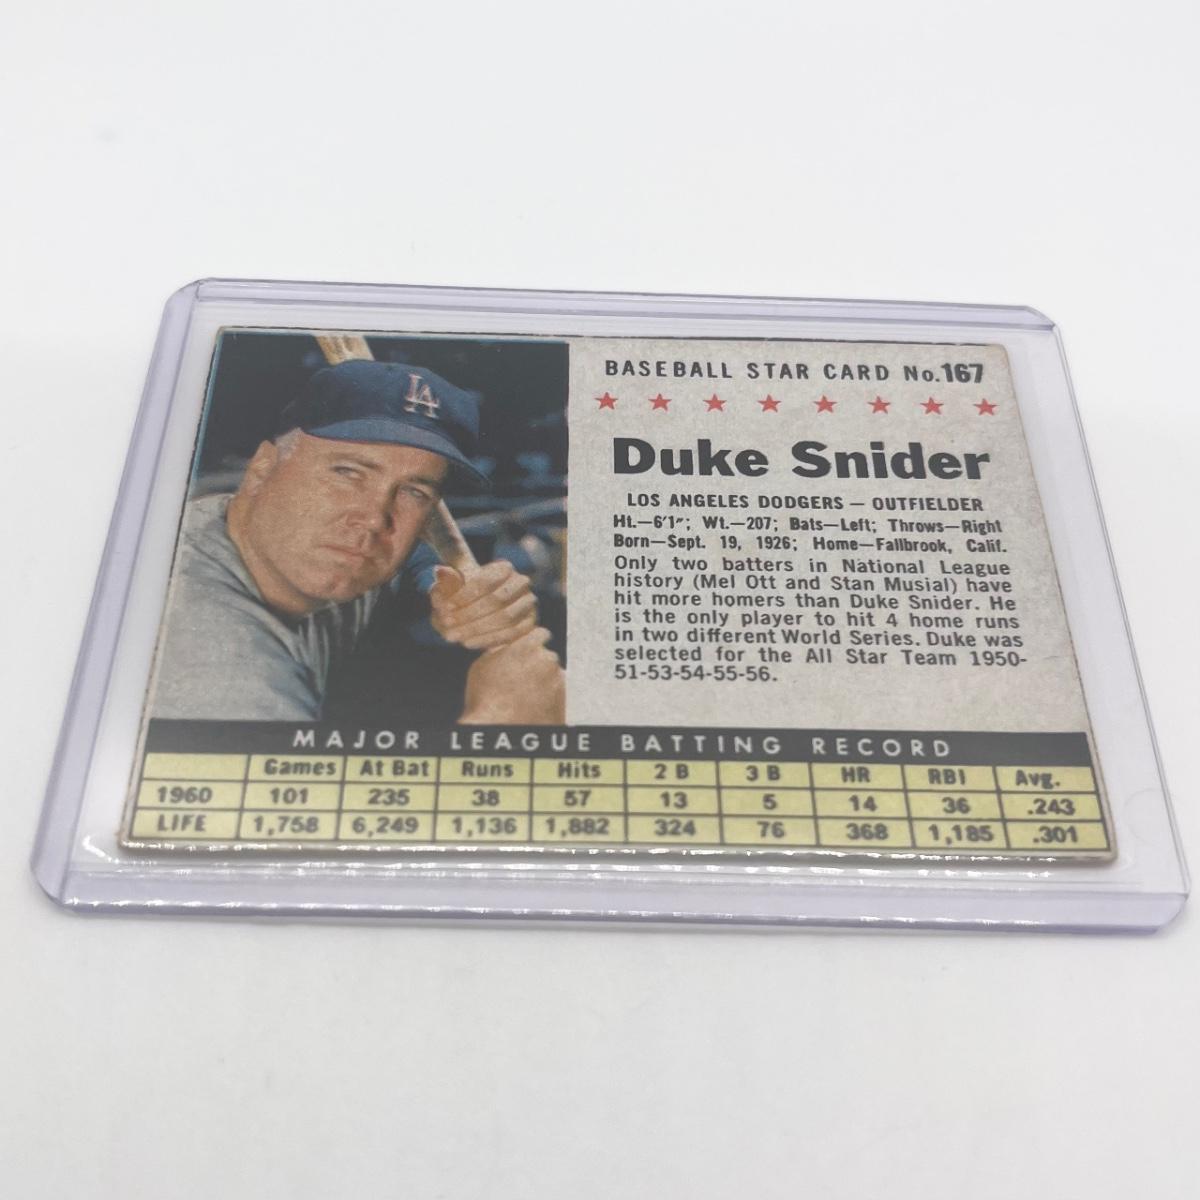 LA
BASEBALL STAR CARD No.167
Duke Snider
LOS ANGELES DODGERS — OUTFIELDER
Ht.—6'1"; Wt.—207; Bats—Left; Throws—Right
Born—Sept. 19, 1926; Home—Fallbrook, Calif.
Only two batters in National League
history (Mel Ott and Stan Musial) have
hit more homers than Duke Snider. He
is the only player to hit 4 home runs
in two different World Series. Duke was
selected for the All Star Team 1950-
51-53-54-55-56.
MAJOR LEAGUE BATTING RECORD
Games At Bat Runs Hits 2 B 3 B HR RBI Avg.
1960 101 235 38 57 13 5 14 36 .243
LIFE 1,758 6,249 1,136 1,882 324 76 368 1,185 .301